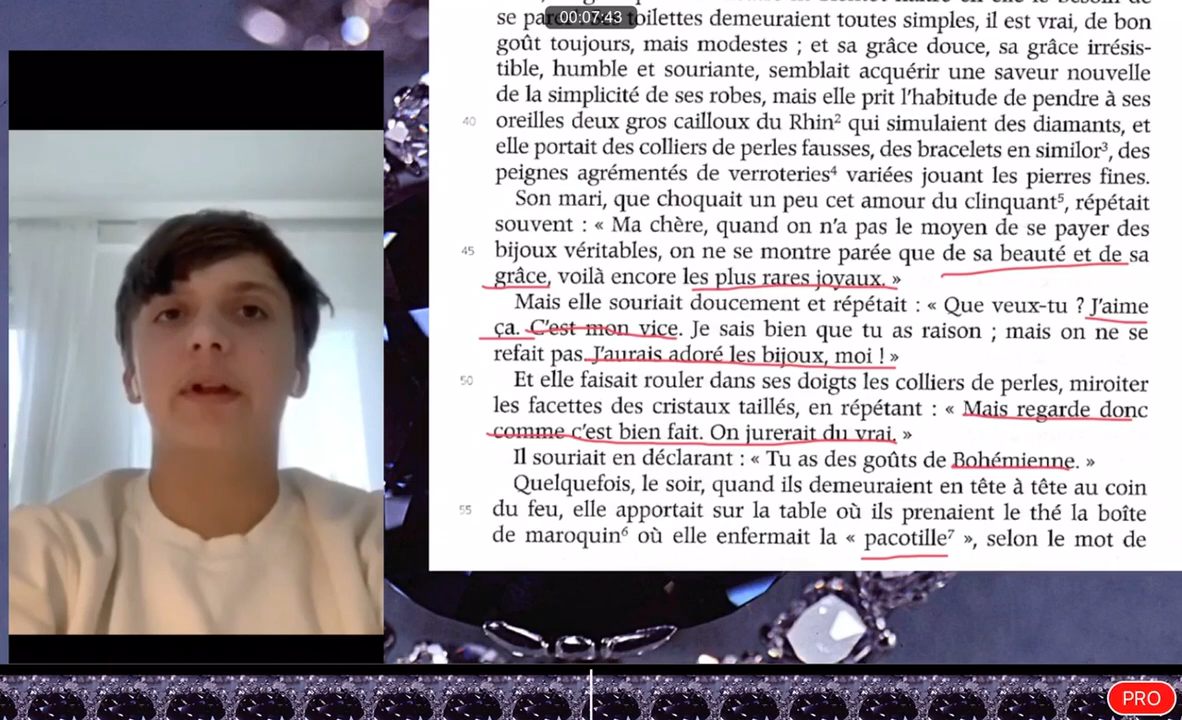 00:07:43
toilettes demeuraient toutes simples, il est vrai, de bon
goût toujours, mais modestes ; et sa grâce douce, sa grâce irrésis-
tible, humble et souriante, semblait acquérir une saveur nouvelle
de la simplicité de ses robes, mais elle prit l'habitude de pendre à ses
40 oreilles deux gros cailloux du Rhin² qui simulaient des diamants, et
elle portait des colliers de perles fausses, des bracelets en similor³, des
peignes agrémentés de verroteries⁴ variées jouant les pierres fines.
Son mari, que choquait un peu cet amour du clinquant⁵, répétait
souvent : « Ma chère, quand on n'a pas le moyen de se payer des
45 bijoux véritables, on ne se montre parée que de sa beauté et de sa
grâce, voilà encore les plus rares joyaux. »
Mais elle souriait doucement et répétait : « Que veux-tu ? J'aime
ça. C'est mon vice. Je sais bien que tu as raison ; mais on ne se
refait pas. J'aurais adoré les bijoux, moi ! »
50 Et elle faisait rouler dans ses doigts les colliers de perles, miroiter
les facettes des cristaux taillés, en répétant : « Mais regarde donc
comme c'est bien fait. On jurerait du vrai. »
Il souriait en déclarant : « Tu as des goûts de Bohémienne. »
Quelquefois, le soir, quand ils demeuraient en tête à tête au coin
55 du feu, elle apportait sur la table où ils prenaient le thé la boîte
de maroquin⁶ où elle enfermait la « pacotille⁷ », selon le mot de
PRO